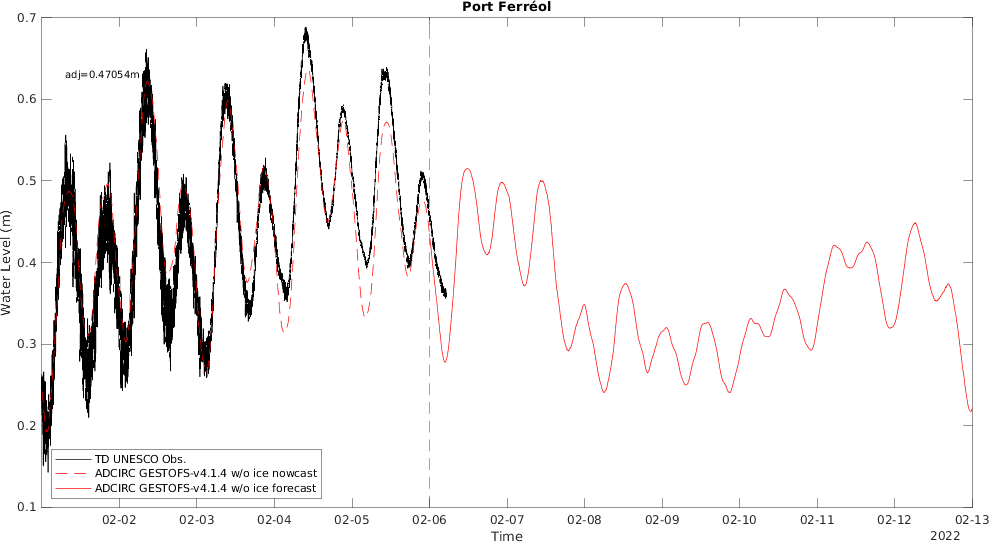 Port Ferréol
0.7
adj=0.47054m
0.6
0.5
0.4
0.3
0.2
0.1
Water Level (m)
TD UNESCO Obs.
ADCIRC GESTOFS-v4.1.4 w/o ice nowcast
ADCIRC GESTOFS-v4.1.4 w/o ice forecast
02-02 02-03 02-04 02-05 02-06 02-07 02-08 02-09 02-10 02-11 02-12 02-13
Time
2022